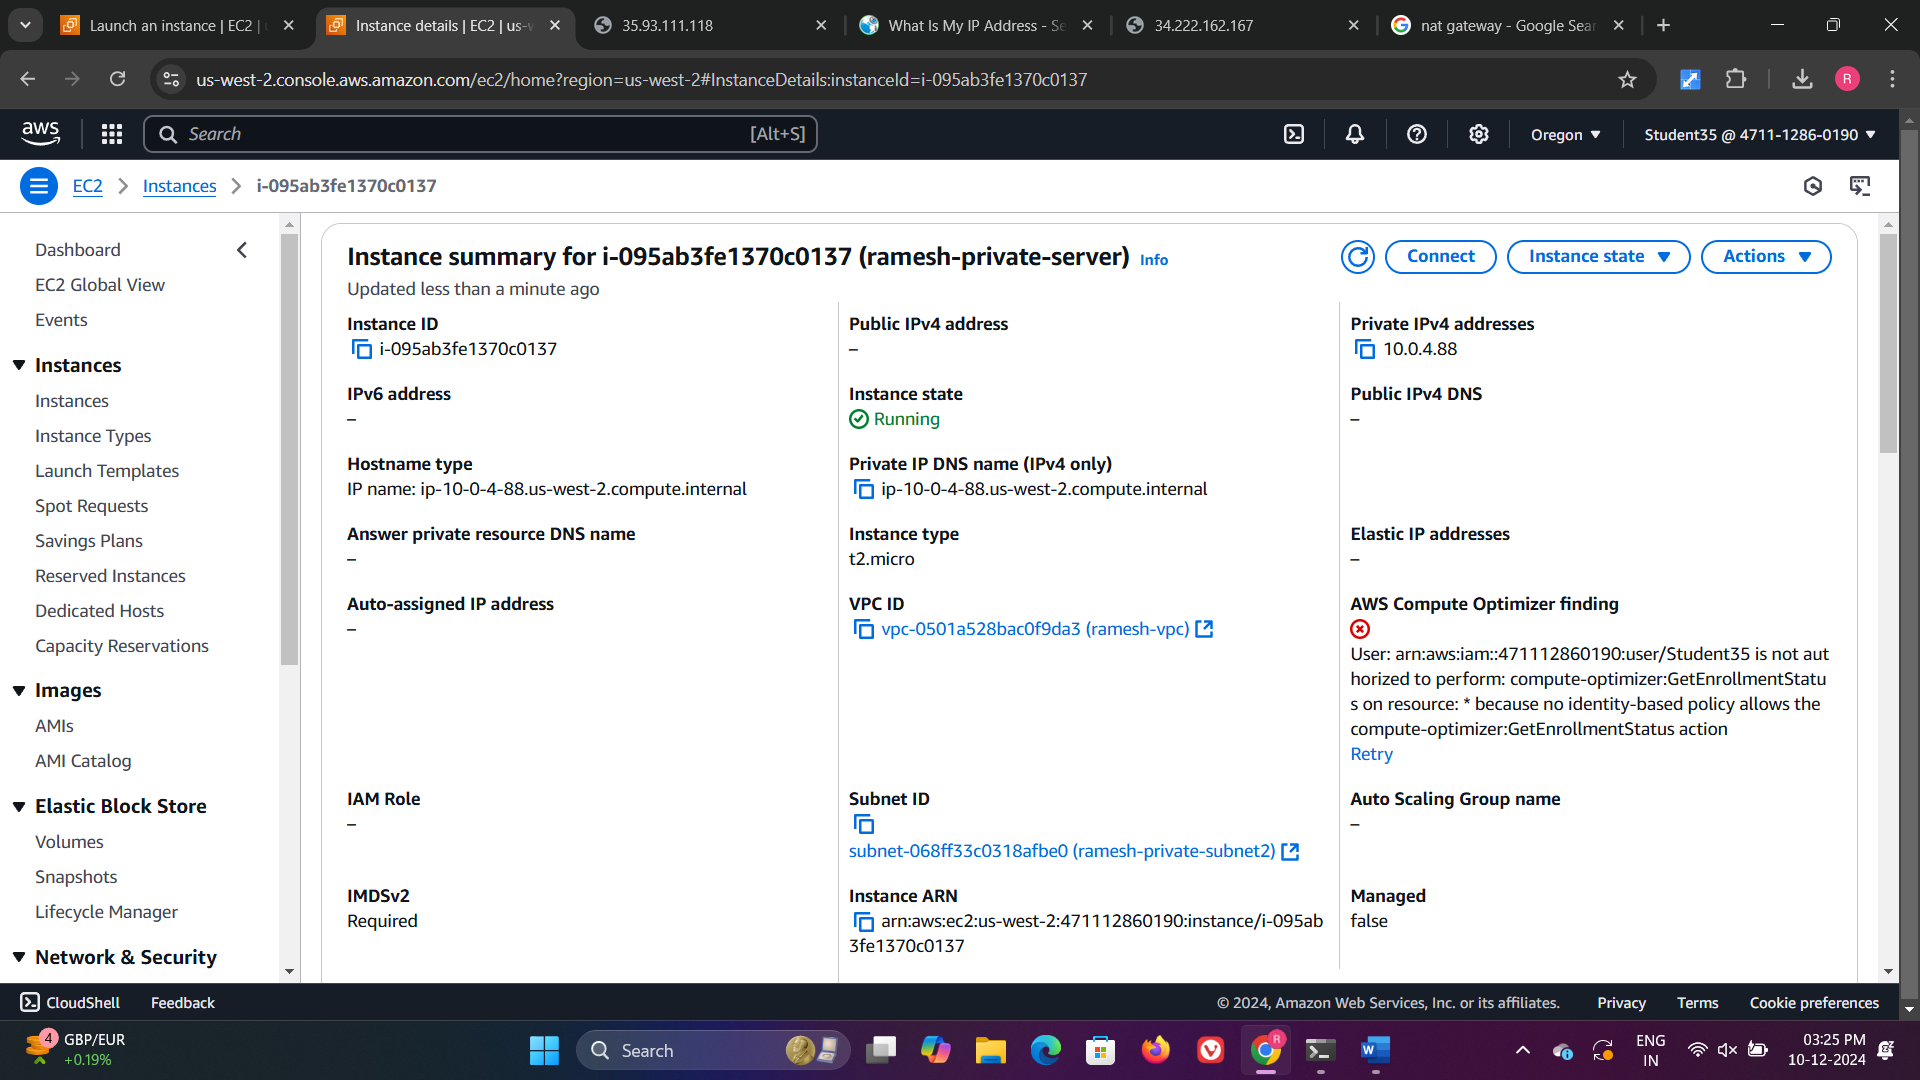 Launch an instance | EC2 |
Instance details | EC2 | us-w
35.93.111.118
What Is My IP Address - Se
34.222.162.167
nat gateway - Google Sear
us-west-2.console.aws.amazon.com/ec2/home?region=us-west-2#InstanceDetails:instanceId=i-095ab3fe1370c0137
R
aws
Search
[Alt+S]
Oregon
Student35 @ 4711-1286-0190
EC2
Instances
i-095ab3fe1370c0137
Dashboard
EC2 Global View
Events
Instances
Instances
Instance Types
Launch Templates
Spot Requests
Savings Plans
Reserved Instances
Dedicated Hosts
Capacity Reservations
Images
AMIs
AMI Catalog
Elastic Block Store
Volumes
Snapshots
Lifecycle Manager
Network & Security
Instance summary for i-095ab3fe1370c0137 (ramesh-private-server) Info
Updated less than a minute ago
Connect
Instance state
Actions
Instance ID
i-095ab3fe1370c0137
Public IPv4 address
–
Private IPv4 addresses
10.0.4.88
IPv6 address
–
Instance state
Running
Public IPv4 DNS
–
Hostname type
IP name: ip-10-0-4-88.us-west-2.compute.internal
Private IP DNS name (IPv4 only)
ip-10-0-4-88.us-west-2.compute.internal
Answer private resource DNS name
–
Instance type
t2.micro
Elastic IP addresses
–
Auto-assigned IP address
–
VPC ID
vpc-0501a528bac0f9da3 (ramesh-vpc)
AWS Compute Optimizer finding
User: arn:aws:iam::471112860190:user/Student35 is not aut
horized to perform: compute-optimizer:GetEnrollmentStatu
s on resource: * because no identity-based policy allows the
compute-optimizer:GetEnrollmentStatus action
Retry
IAM Role
–
Subnet ID
subnet-068ff33c0318afbe0 (ramesh-private-subnet2)
Auto Scaling Group name
–
IMDSv2
Required
Instance ARN
arn:aws:ec2:us-west-2:471112860190:instance/i-095ab
3fe1370c0137
Managed
false
CloudShell
Feedback
© 2024, Amazon Web Services, Inc. or its affiliates.
Privacy
Terms
Cookie preferences
4
GBP/EUR
+0.19%
Search
R
ENG
IN
03:25 PM
10-12-2024